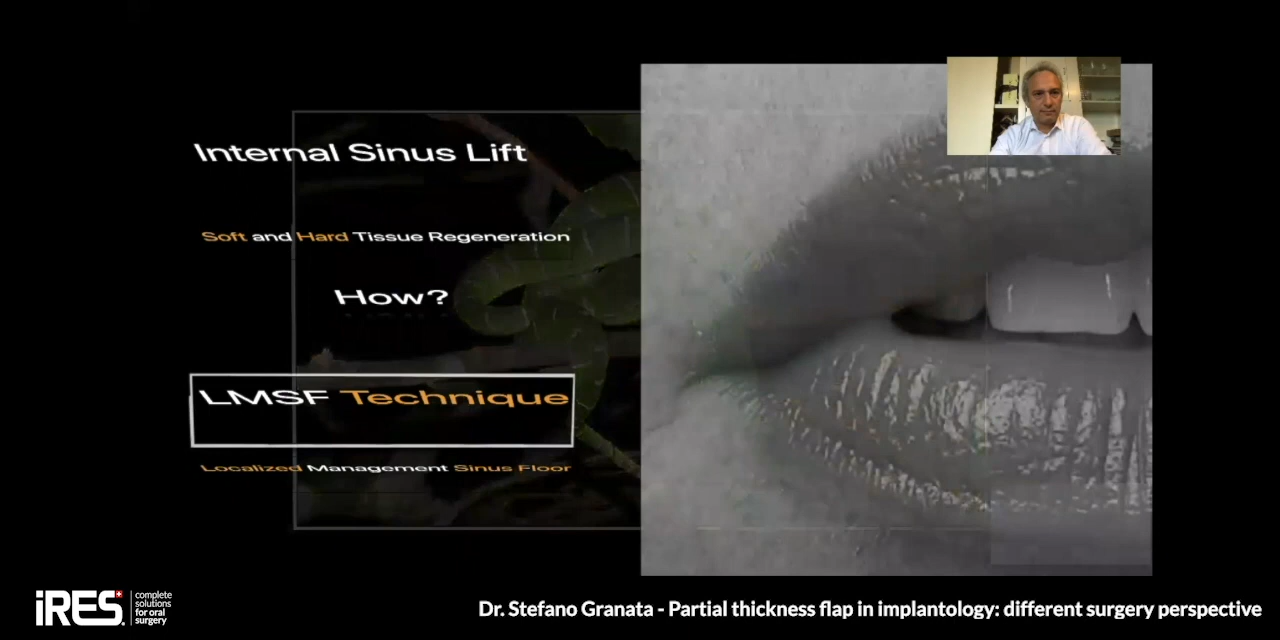 Internal Sinus Lift
Soft and Hard Tissue Regeneration
How?
LMSF Technique
Localized Management Sinus Floor
iRES. complete
solutions
for oral
surgery
Dr. Stefano Granata - Partial thickness flap in implantology: different surgery perspective